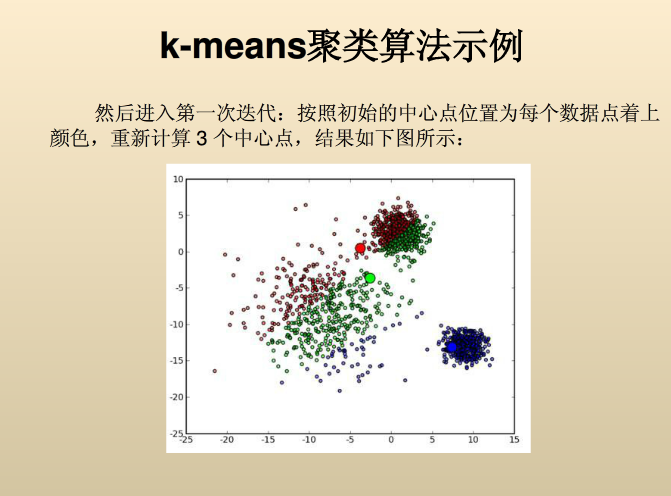 k-means聚类算法示例
然后进入第一次迭代：按照初始的中心点位置为每个数据点着上
颜色，重新计算 3 个中心点，结果如下图所示：
10
5
0
-5
-10
-15
-20
-25
-25 -20 -15 -10 -5 0 5 10 15